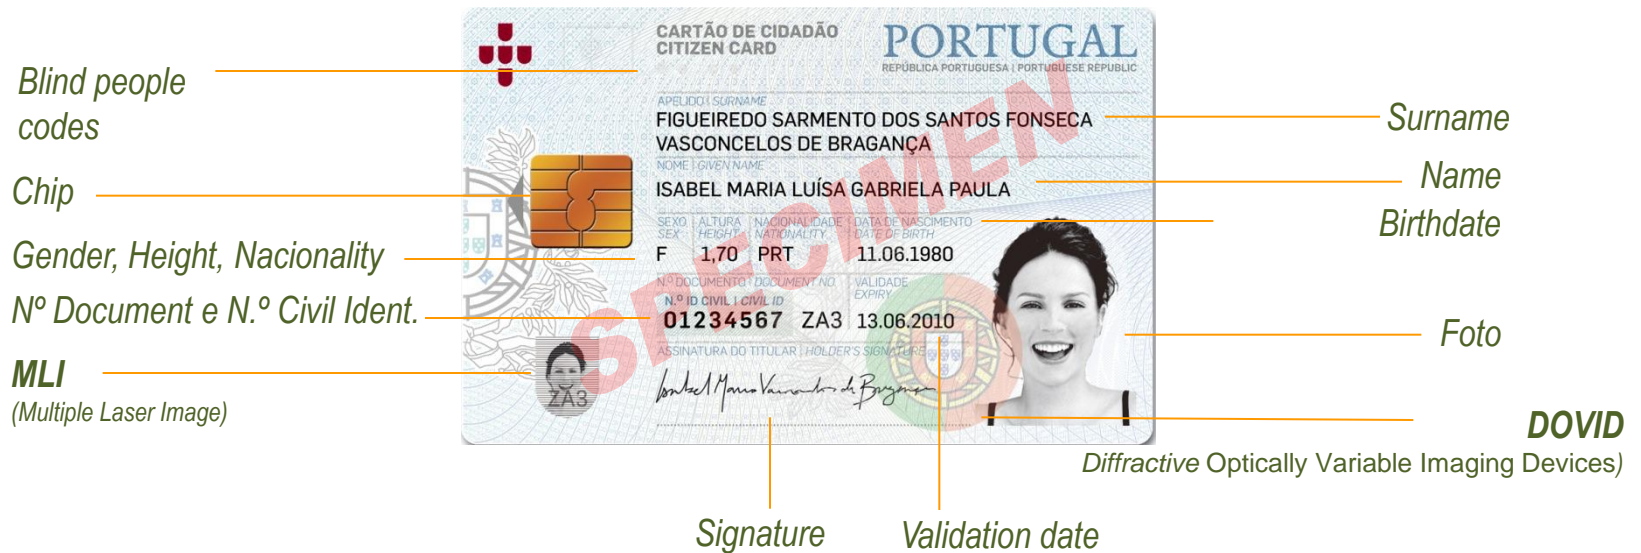 Blind people
codes
Chip
Gender, Height, Nacionality
Nº Document e N.º Civil Ident.
MLI
(Multiple Laser Image)
CARTÃO DE CIDADÃO
CITIZEN CARD
PORTUGAL
REPÚBLICA PORTUGUESA | PORTUGUESE REPUBLIC
APELIDO | SURNAME
FIGUEIREDO SARMENTO DOS SANTOS FONSECA
VASCONCELOS DE BRAGANÇA
NOME | GIVEN NAME
ISABEL MARIA LUÍSA GABRIELA PAULA
SEXO ALTURA NACIONALIDADE DATA DE NASCIMENTO
SEX HEIGHT NATIONALITY DATE OF BIRTH
F 1,70 PRT 11.06.1980
N.º DOCUMENTO | DOCUMENT NO. VALIDADE
EXPIRY
N.º ID CIVIL | CIVIL ID
01234567 ZA3 13.06.2010
ASSINATURA DO TITULAR | HOLDER'S SIGNATURE
ZA3
SPECIMEN
Surname
Name
Birthdate
Foto
DOVID
Diffractive Optically Variable Imaging Devices)
Signature
Validation date